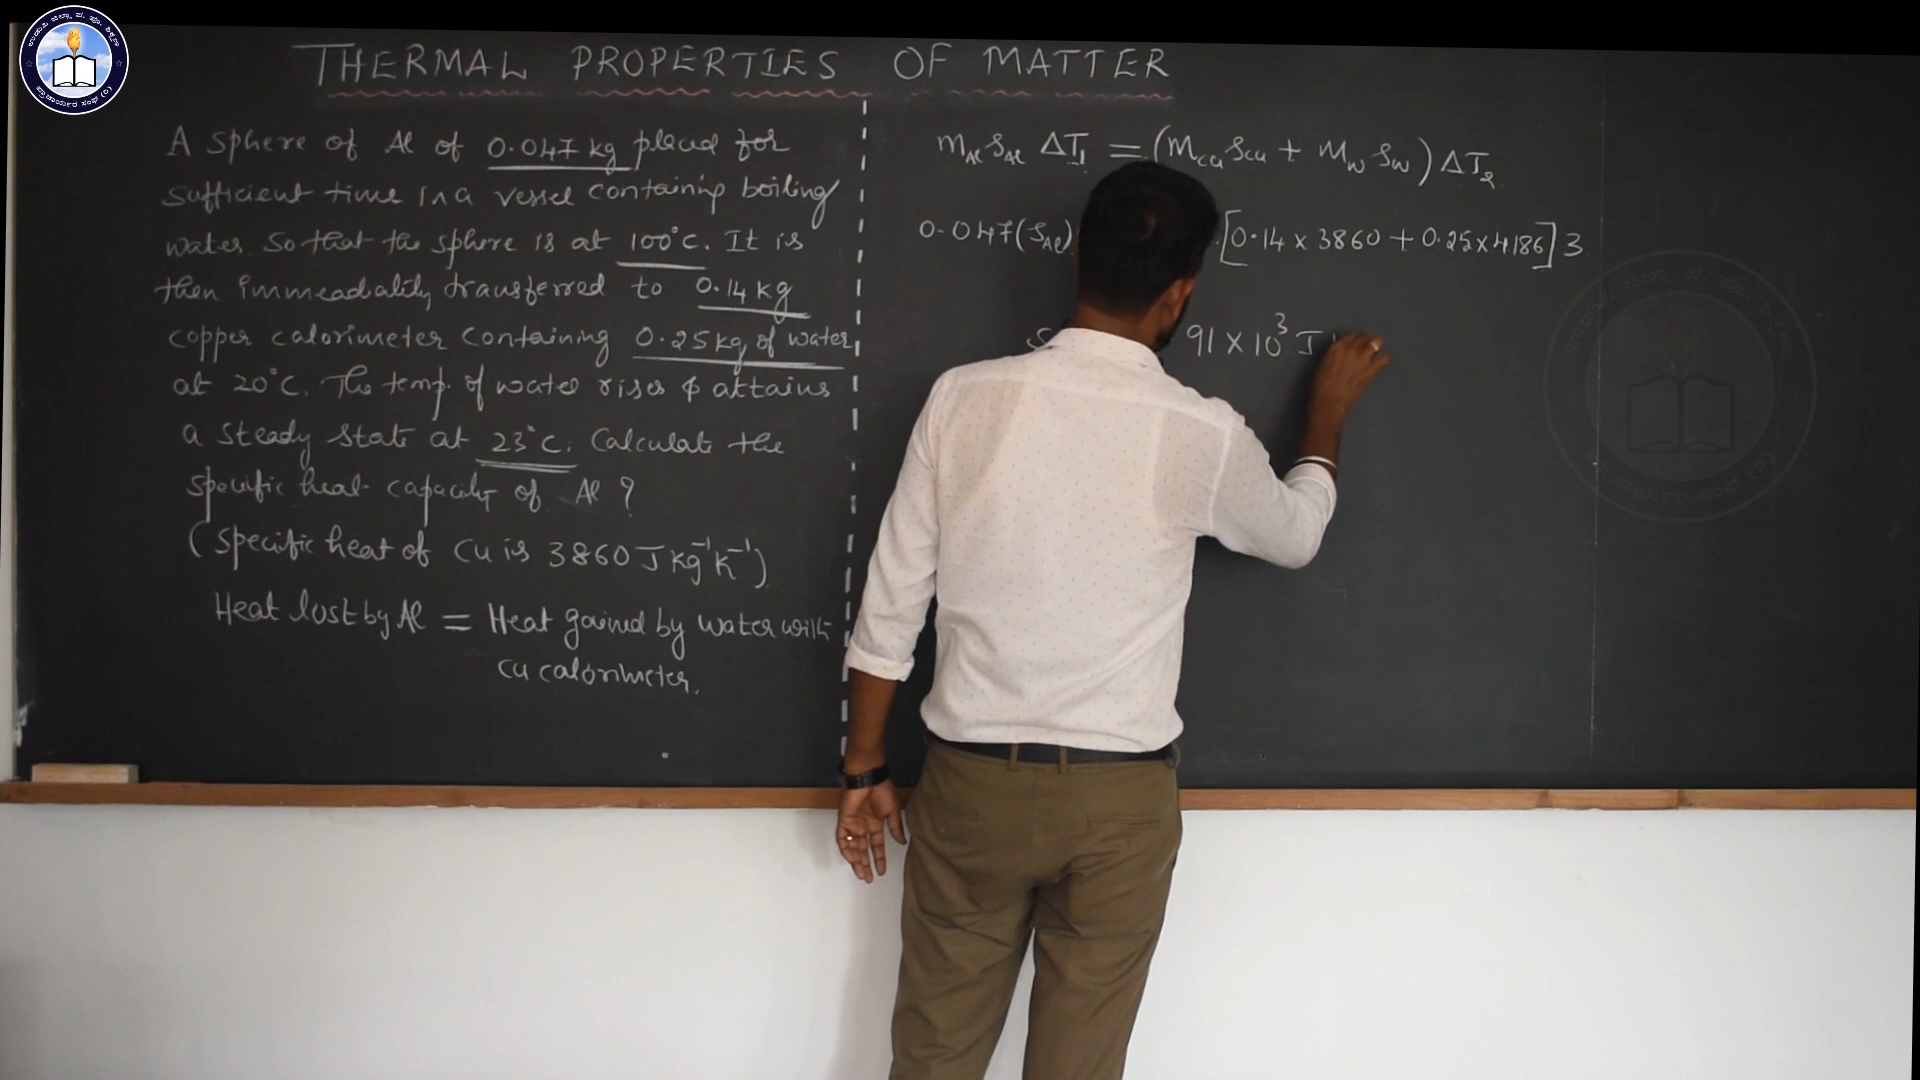 THERMAL PROPERTIES OF MATTER
A Sphere of Al of 0.047 kg placed for
sufficient time in a vessel containing boiling
water. So that the sphere is at 100°C. It is
then immeadiately transferred to 0.14 kg
copper calorimeter containing 0.25 kg of water
at 20°C. The temp. of water rises & attains
a steady state at 23°C. Calculate the
specific heat capacity of Al ?
(Specific heat of Cu is 3860 J kg⁻¹ K⁻¹).
Heat lost by Al = Heat gained by water with
Cu calorimeter.
m_Al s_Al ΔT₁ = (m_Cu s_Cu + m_w s_w) ΔT₂
0.047(s_Al) [0.14 x 3860 + 0.25 x 4186] 3
91 x 10³ J